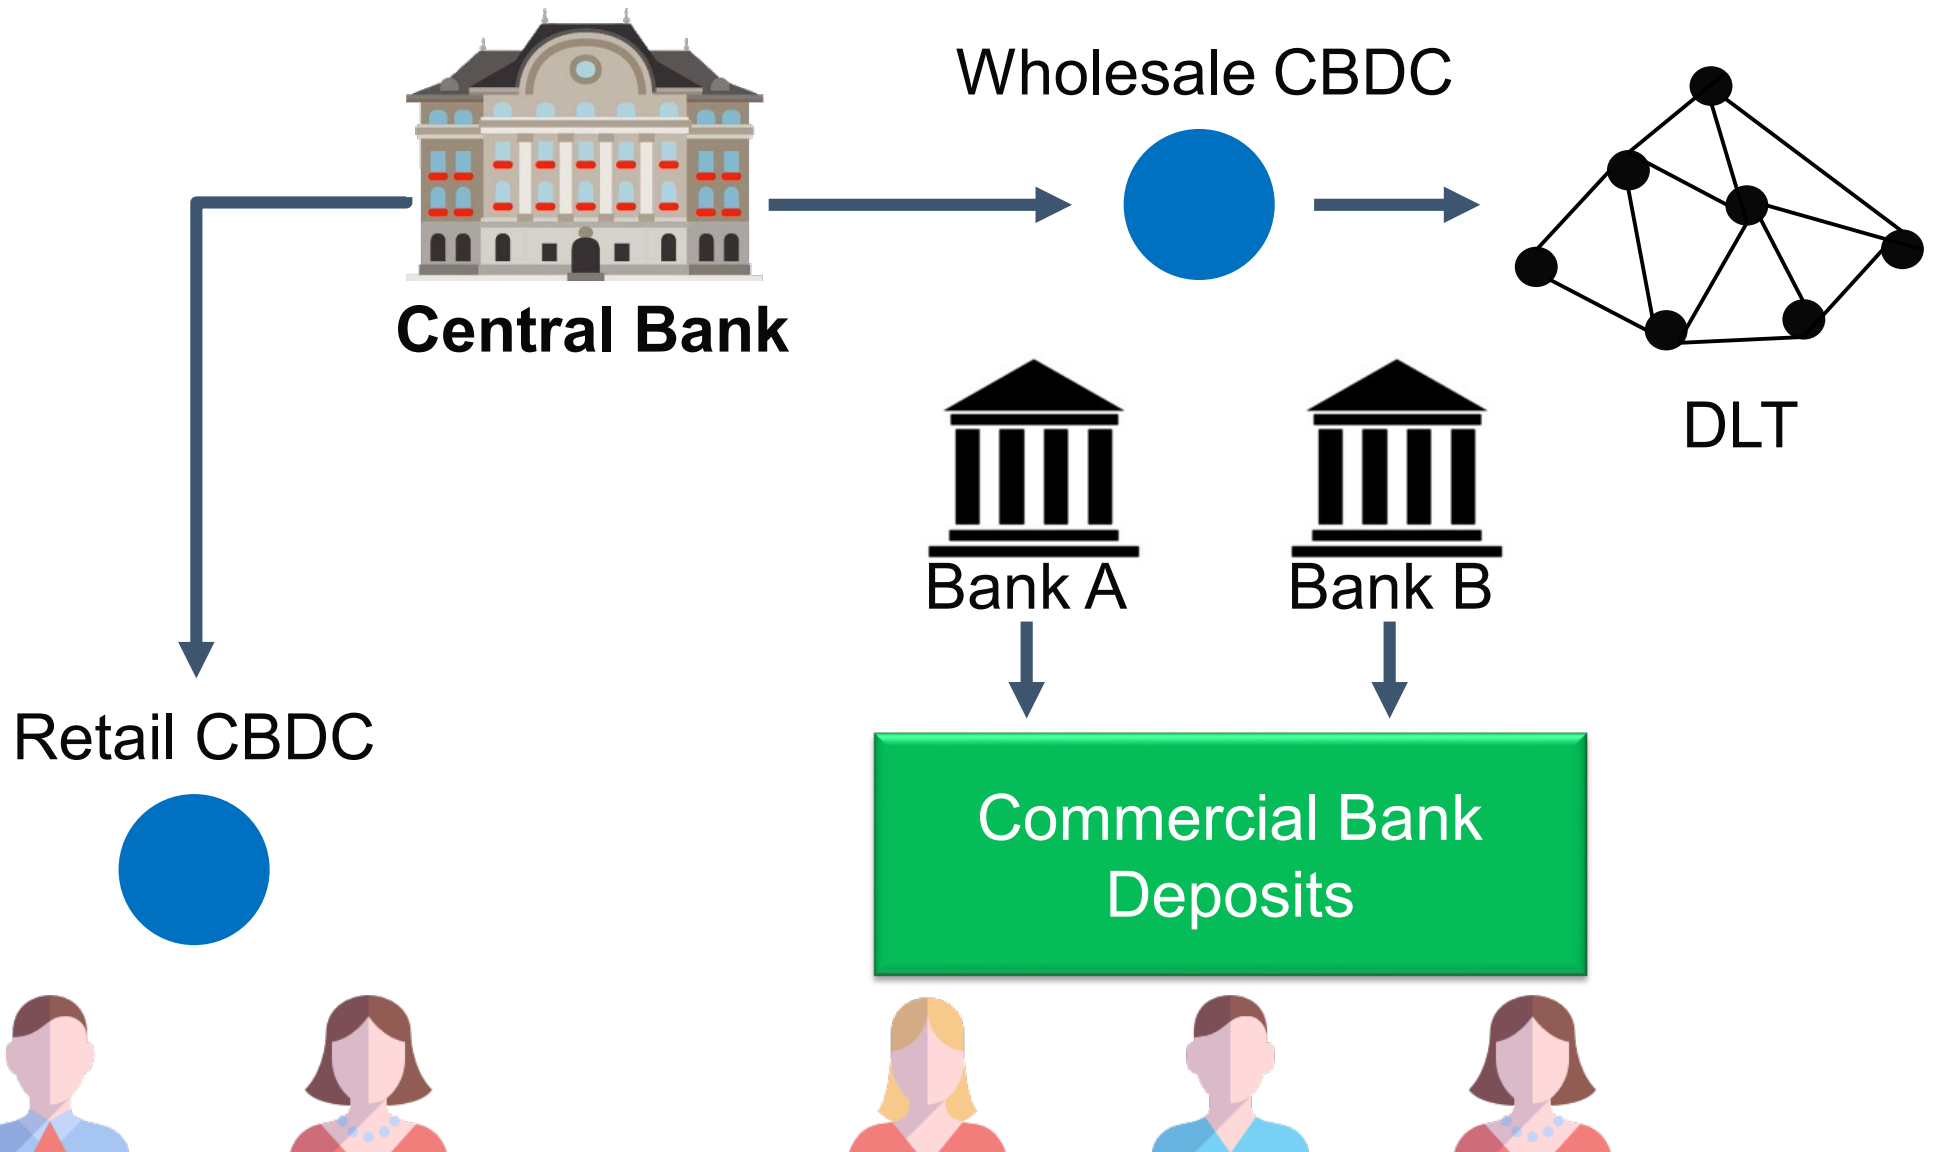 Wholesale CBDC
Central Bank
DLT
Bank A
Bank B
Retail CBDC
Commercial Bank
Deposits